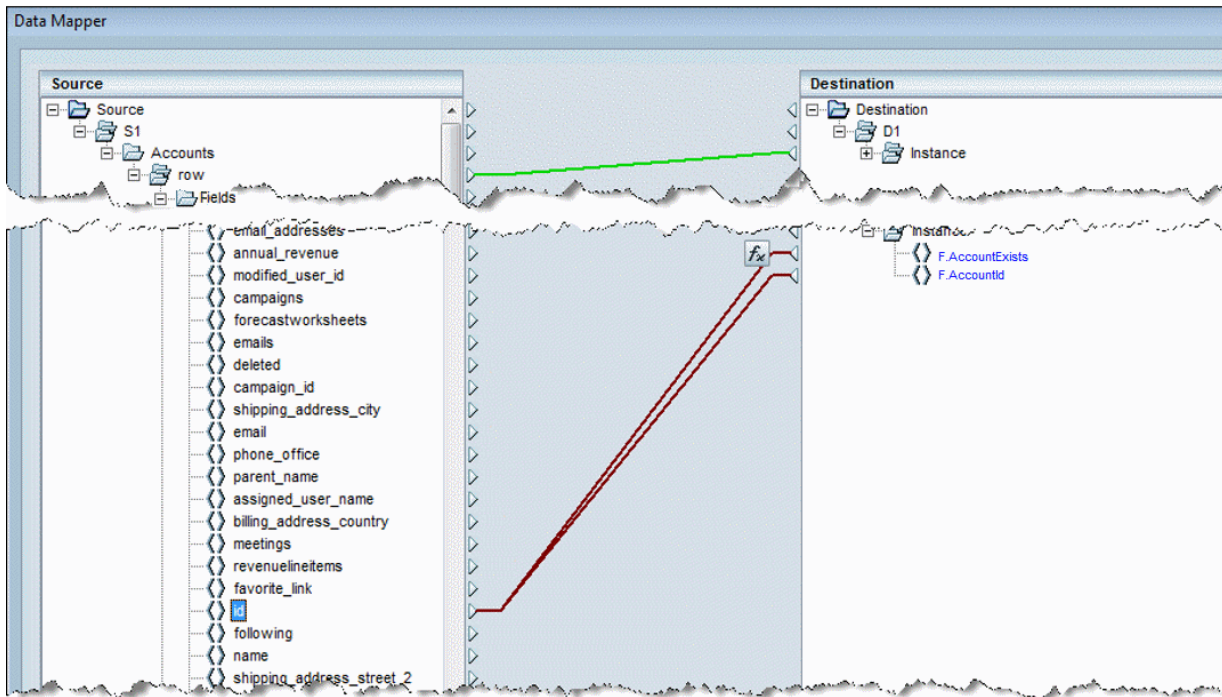 Data Mapper
Source
Source
S1
Accounts
row
Fields
email_addresses
annual_revenue
modified_user_id
campaigns
forecastworksheets
emails
deleted
campaign_id
shipping_address_city
email
phone_office
parent_name
assigned_user_name
billing_address_country
meetings
revenuelineitems
favorite_link
id
following
name
shipping_address_street_2
fx
Destination
Destination
D1
Instance
Instance
F.AccountExists
F.AccountId